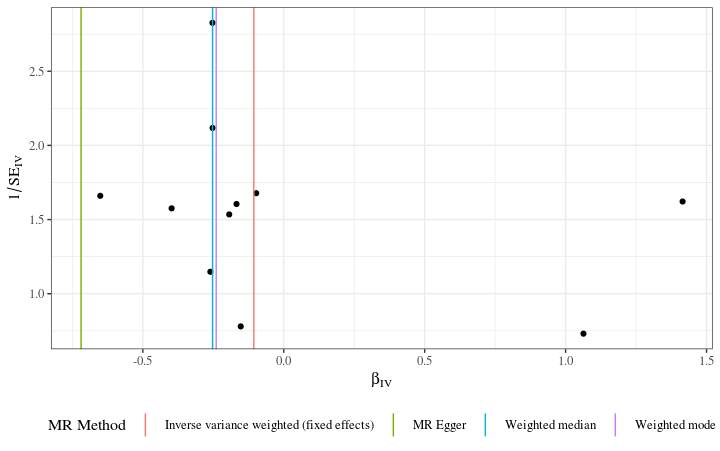 2.5
2.0
1.5
1.0
1/SE_IV
-0.5 0.0 0.5 1.0 1.5
β_IV
MR Method Inverse variance weighted (fixed effects) MR Egger Weighted median Weighted mode